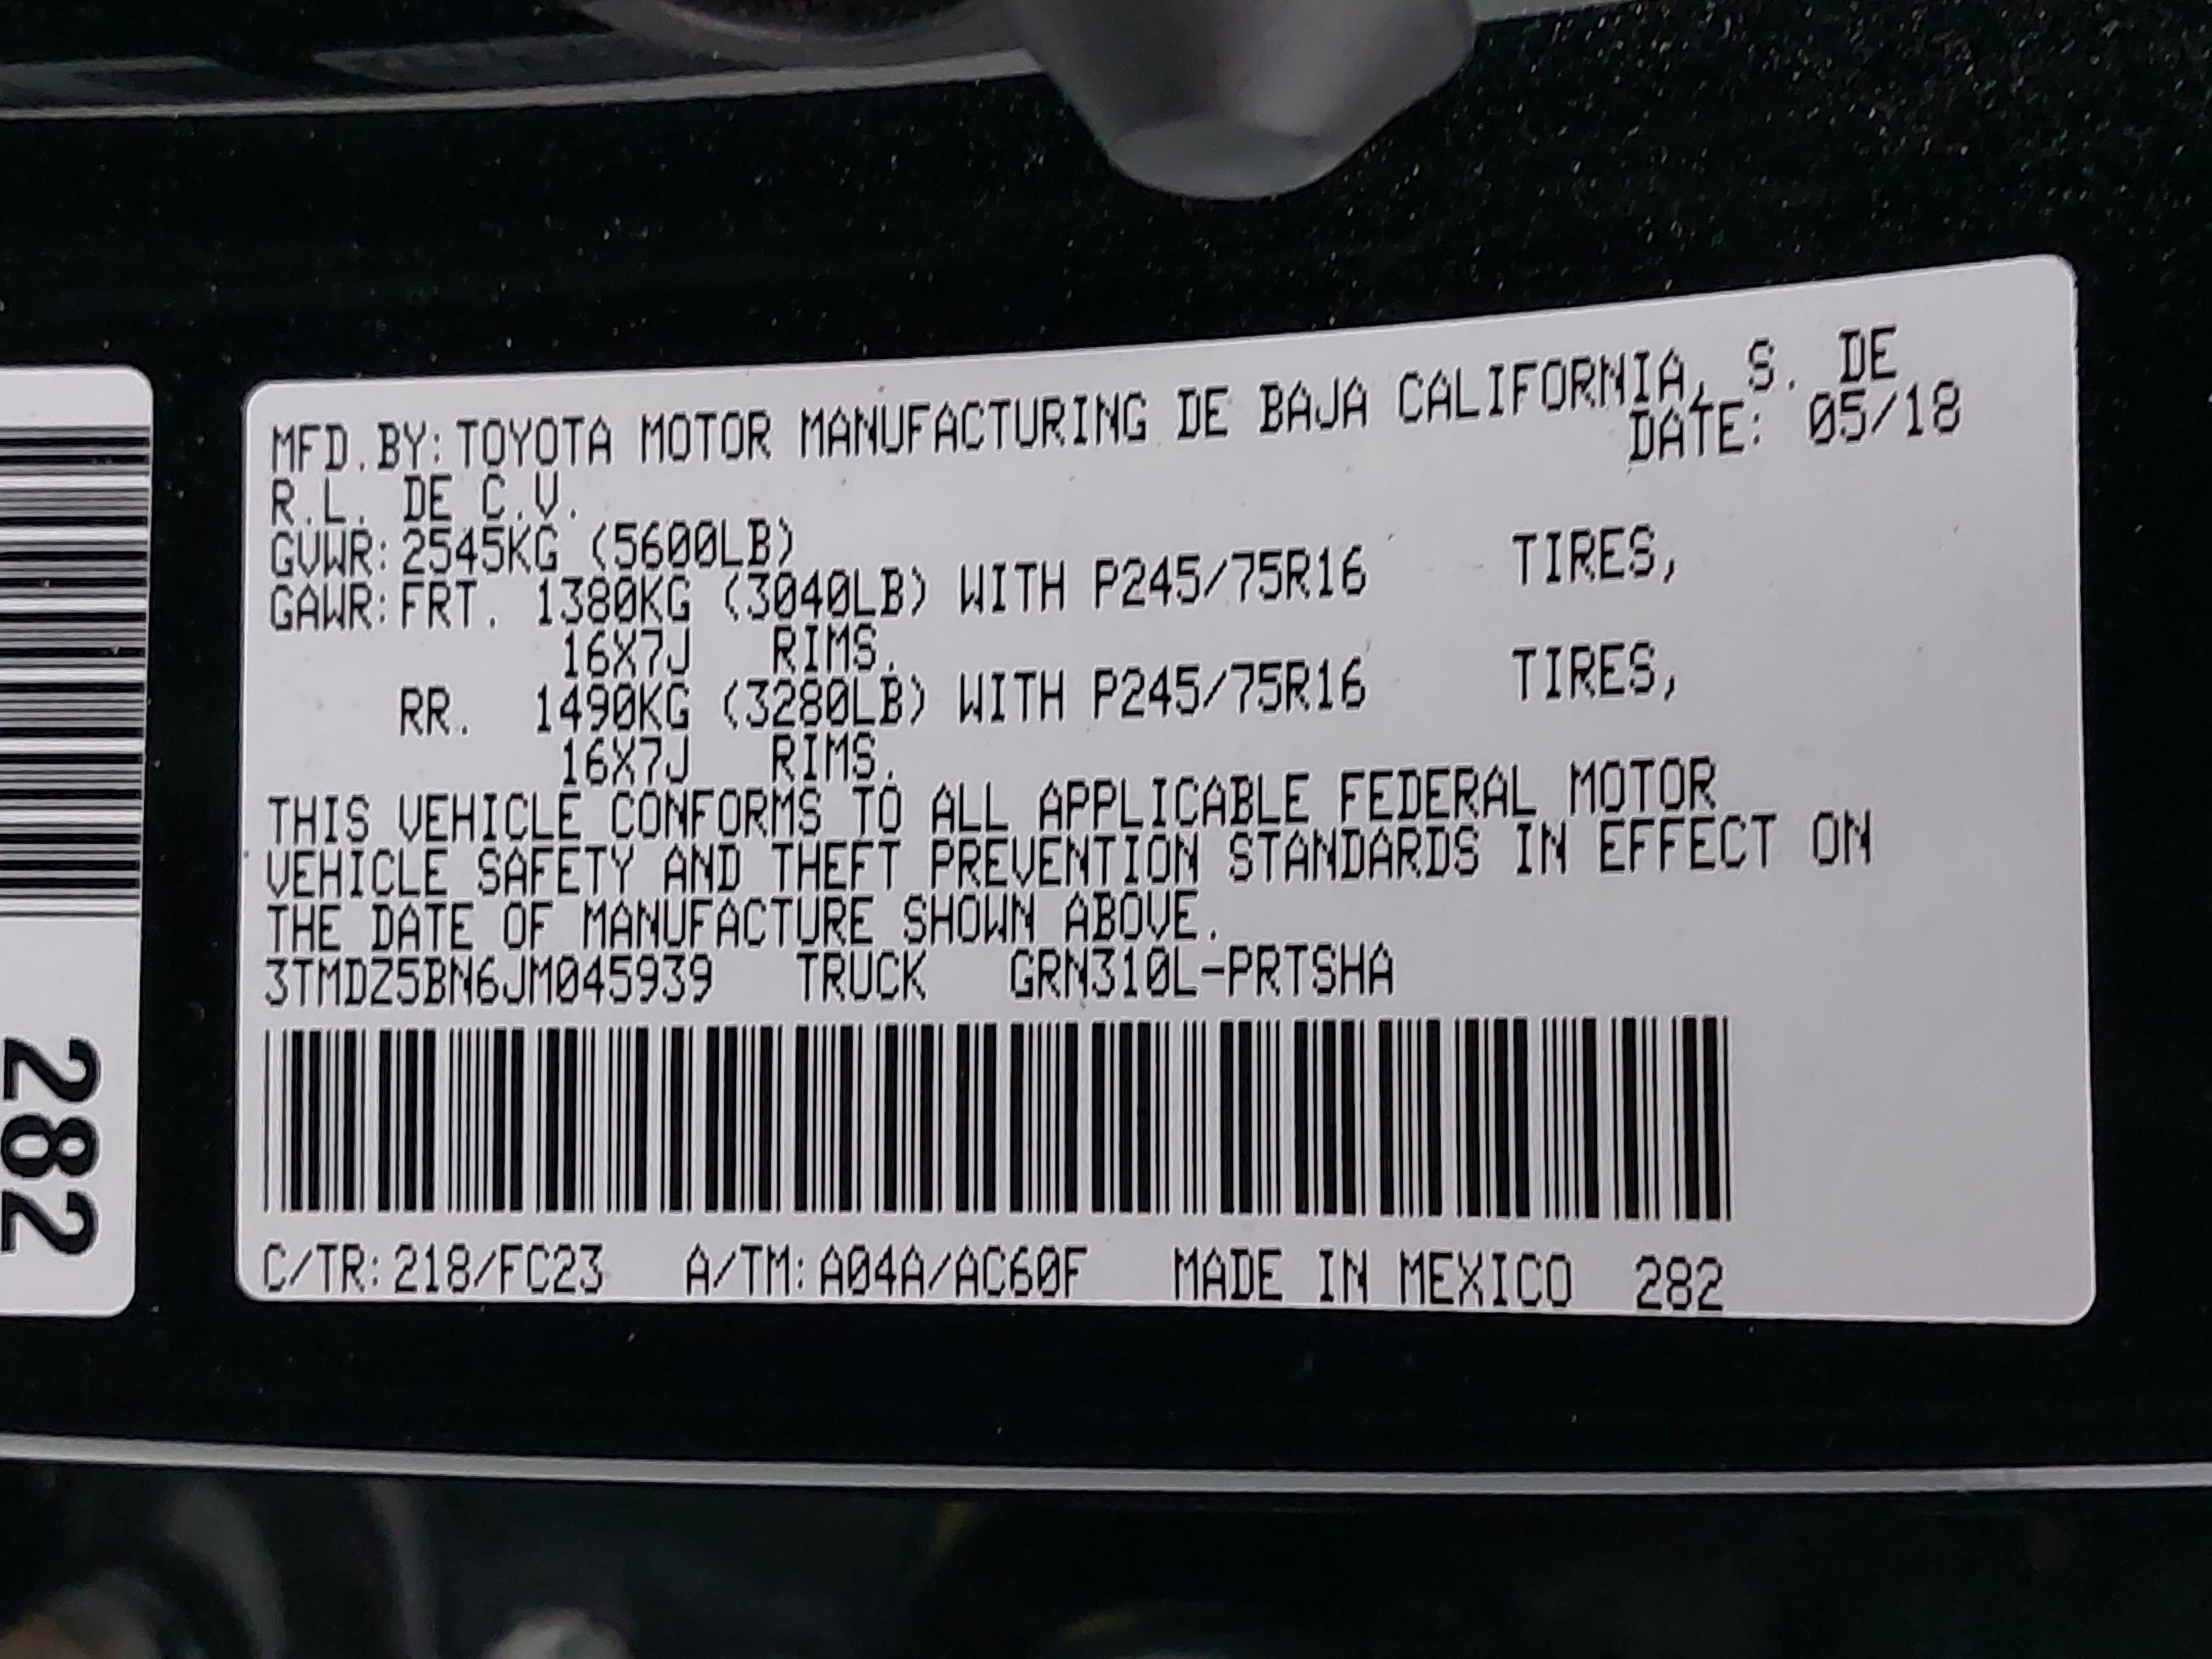 MFD.BY:TOYOTA MOTOR MANUFACTURING DE BAJA CALIFORNIA, S. DE
R.L. DE C.V.
DATE: 05/18
GVWR:2545KG (5600LB)
GAWR:FRT. 1380KG (3040LB) WITH P245/75R16 TIRES,
16X7J RIMS.
RR. 1490KG (3280LB) WITH P245/75R16 TIRES,
16X7J RIMS.
THIS VEHICLE CONFORMS TO ALL APPLICABLE FEDERAL MOTOR
VEHICLE SAFETY AND THEFT PREVENTION STANDARDS IN EFFECT ON
THE DATE OF MANUFACTURE SHOWN ABOVE.
3TMDZ5BN6JM045939 TRUCK GRN310L-PRTSHA
C/TR:218/FC23 A/TM:A04A/AC60F MADE IN MEXICO 282
282